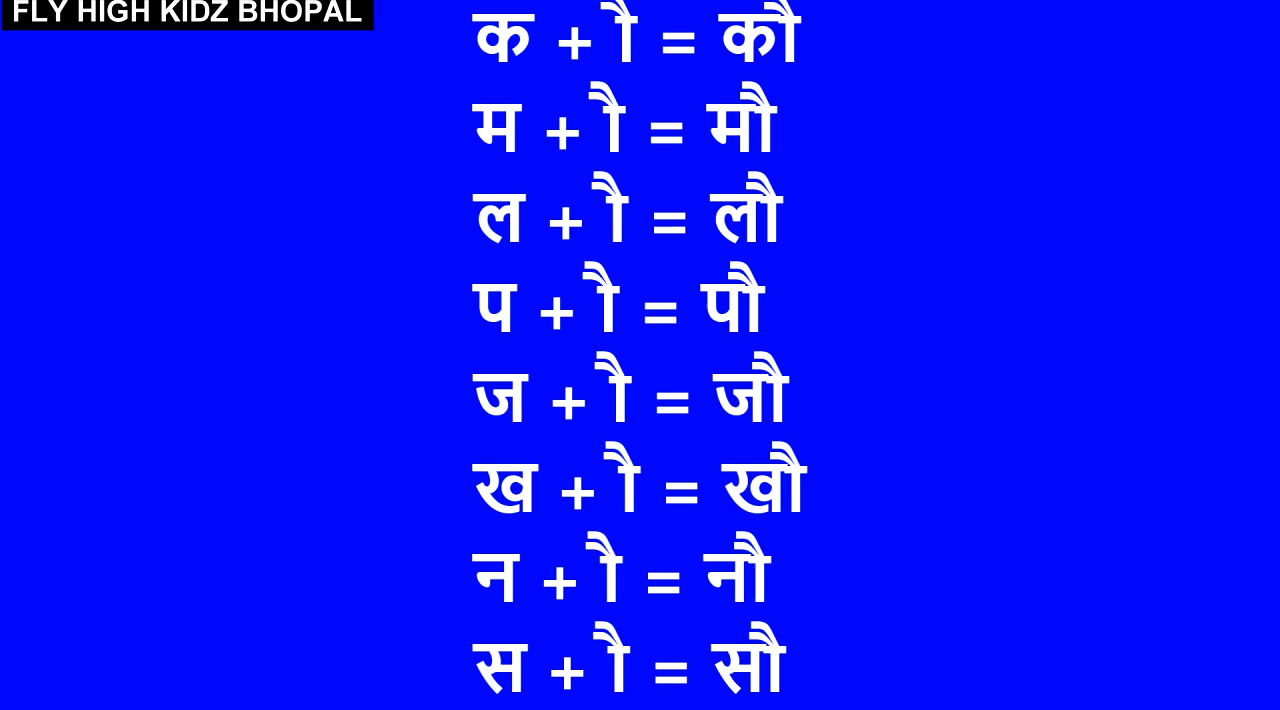 FLY HIGH KIDZ BHOPAL
क + ौ = कौ
म + ौ = मौ
ल + ौ = लौ
प + ौ = पौ
ज + ौ = जौ
ख + ौ = खौ
न + ौ = नौ
स + ौ = सौ